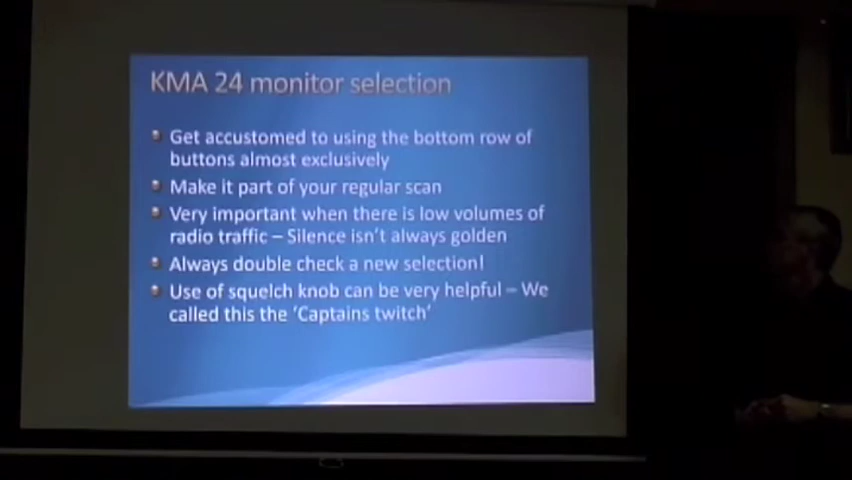 KMA 24 monitor selection
Get accustomed to using the bottom row of
buttons almost exclusively
Make it part of your regular scan
Very important when there is low volumes of
radio traffic – Silence isn't always golden
Always double check a new selection!
Use of squelch knob can be very helpful – We
called this the 'Captains twitch'